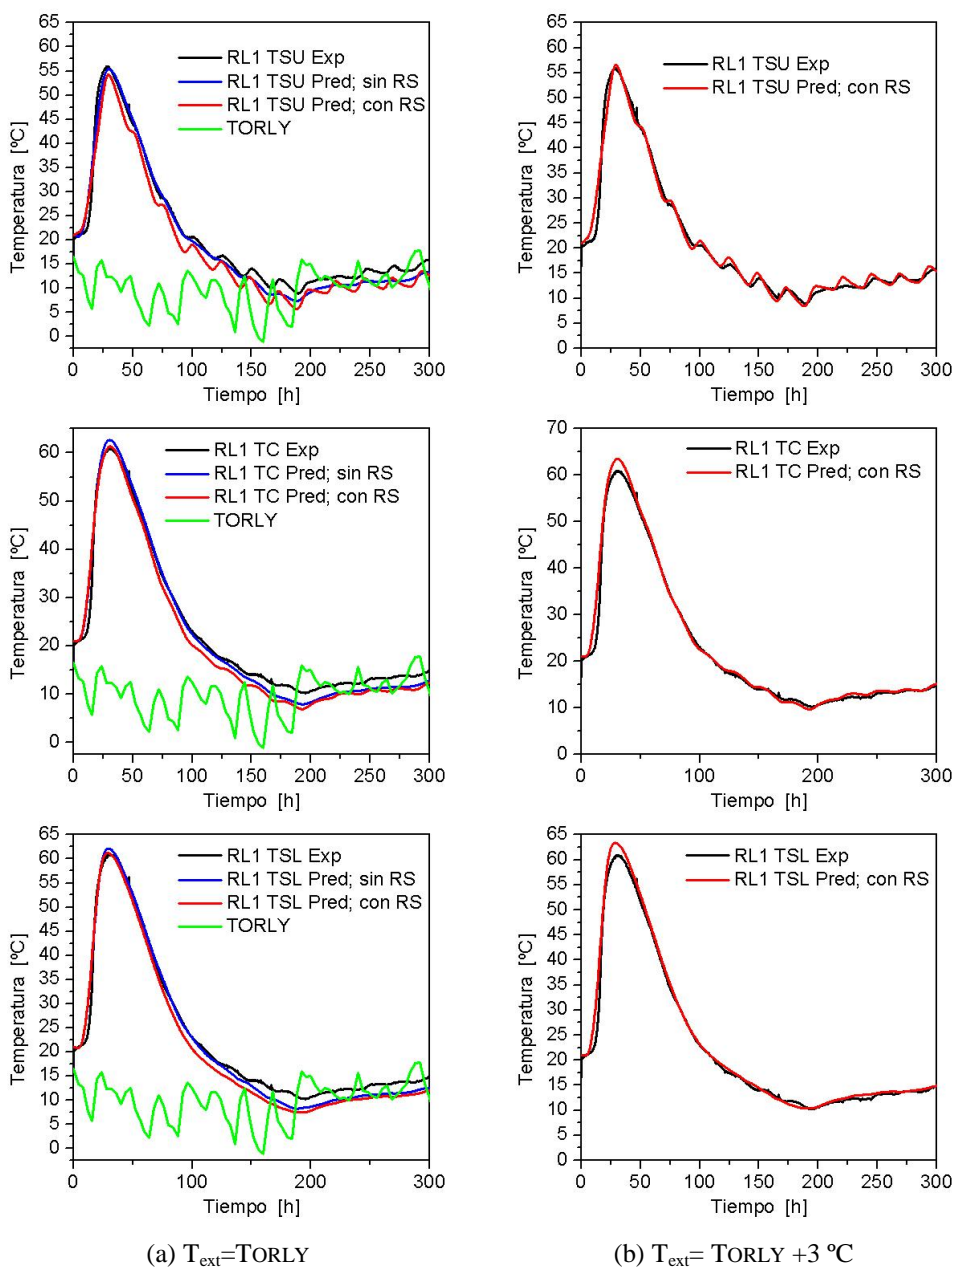 65
60
55
50
45
40
35
30
25
20
15
10
5
0
Temperatura [ºC]
RL1 TSU Exp
RL1 TSU Pred; sin RS
RL1 TSU Pred; con RS
TORLY
0 50 100 150 200 250 300
Tiempo [h]
65
60
55
50
45
40
35
30
25
20
15
10
5
0
Temperatura [ºC]
RL1 TSU Exp
RL1 TSU Pred; con RS
0 50 100 150 200 250 300
Tiempo [h]
60
50
40
30
20
10
0
Temperatura [ºC]
RL1 TC Exp
RL1 TC Pred; sin RS
RL1 TC Pred; con RS
TORLY
0 50 100 150 200 250 300
Tiempo [h]
70
60
50
40
30
20
10
0
Temperatura [ºC]
RL1 TC Exp
RL1 TC Pred; con RS
0 50 100 150 200 250 300
Tiempo [h]
65
60
55
50
45
40
35
30
25
20
15
10
5
0
Temperatura [ºC]
RL1 TSL Exp
RL1 TSL Pred; sin RS
RL1 TSL Pred; con RS
TORLY
0 50 100 150 200 250 300
Tiempo [h]
65
60
55
50
45
40
35
30
25
20
15
10
5
0
Temperatura [ºC]
RL1 TSL Exp
RL1 TSL Pred; con RS
0 50 100 150 200 250 300
Tiempo [h]
(a) Text=TORLY
(b) Text= TORLY +3 ºC